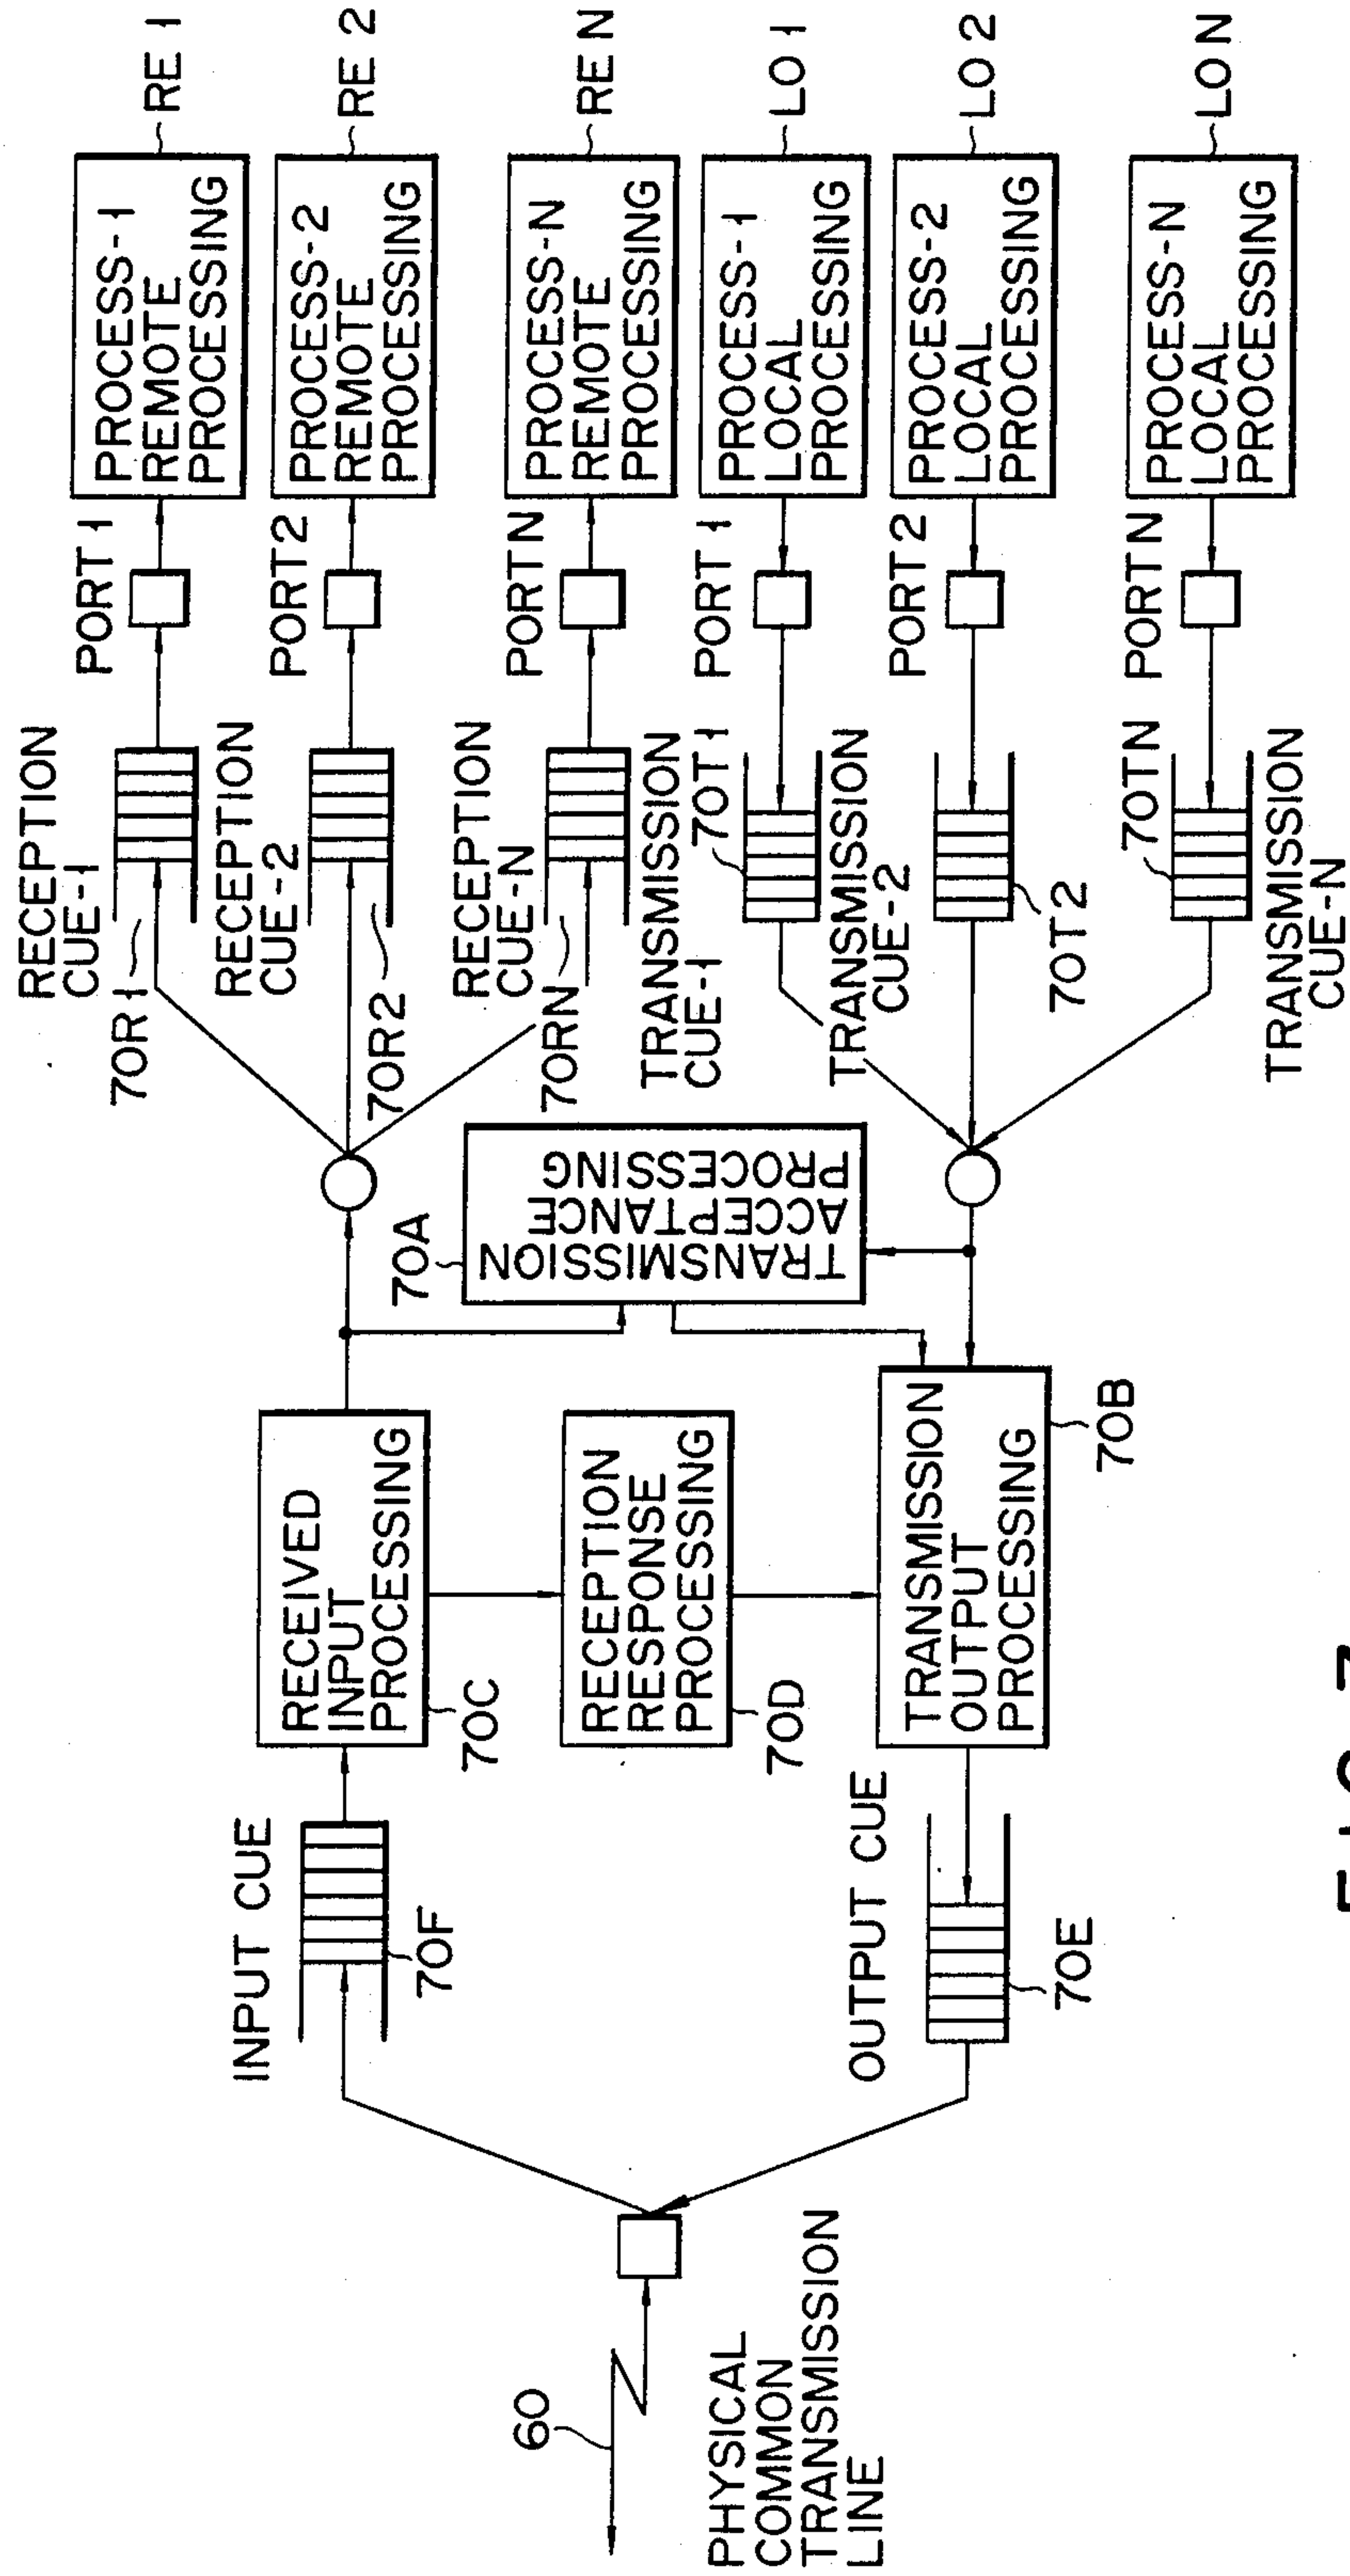 RECEPTION
CUE-1
70R1
PORT 1
PROCESS-1
REMOTE
PROCESSING
RE 1
RECEPTION
CUE-2
70R2
PORT 2
PROCESS-2
REMOTE
PROCESSING
RE 2
RECEPTION
CUE-N
70RN
PORT N
PROCESS-N
REMOTE
PROCESSING
RE N
TRANSMISSION
CUE-1
70T1
PORT 1
PROCESS-1
LOCAL
PROCESSING
LO 1
TRANSMISSION
CUE-2
70T2
PORT 2
PROCESS-2
LOCAL
PROCESSING
LO 2
70TN
TRANSMISSION
CUE-N
PORT N
PROCESS-N
LOCAL
PROCESSING
LO N
INPUT CUE
70F
RECEIVED
INPUT
PROCESSING
70C
70A
TRANSMISSION
ACCEPTANCE
PROCESSING
RECEPTION
RESPONSE
PROCESSING
70D
TRANSMISSION
OUTPUT
PROCESSING
70B
OUTPUT CUE
70E
60
PHYSICAL
COMMON
TRANSMISSION
LINE